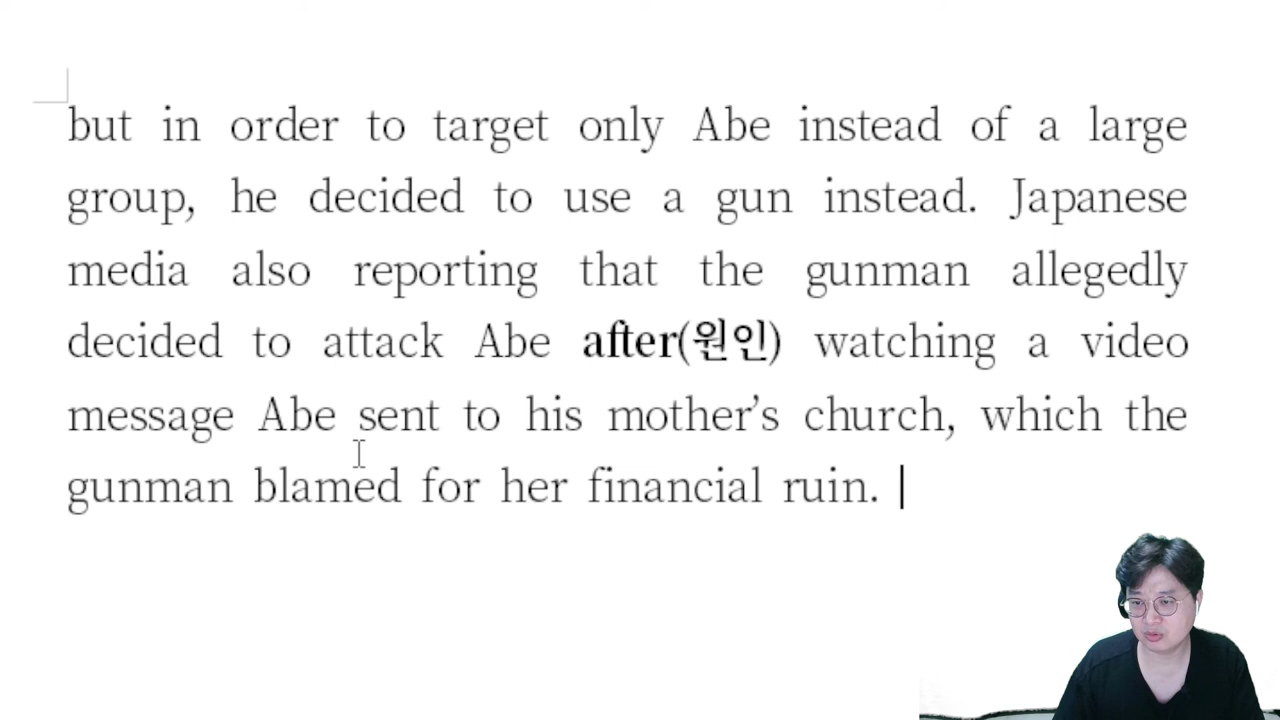 but in order to target only Abe instead of a large
group, he decided to use a gun instead. Japanese
media also reporting that the gunman allegedly
decided to attack Abe after(원인) watching a video
message Abe sent to his mother’s church, which the
gunman blamed for her financial ruin.